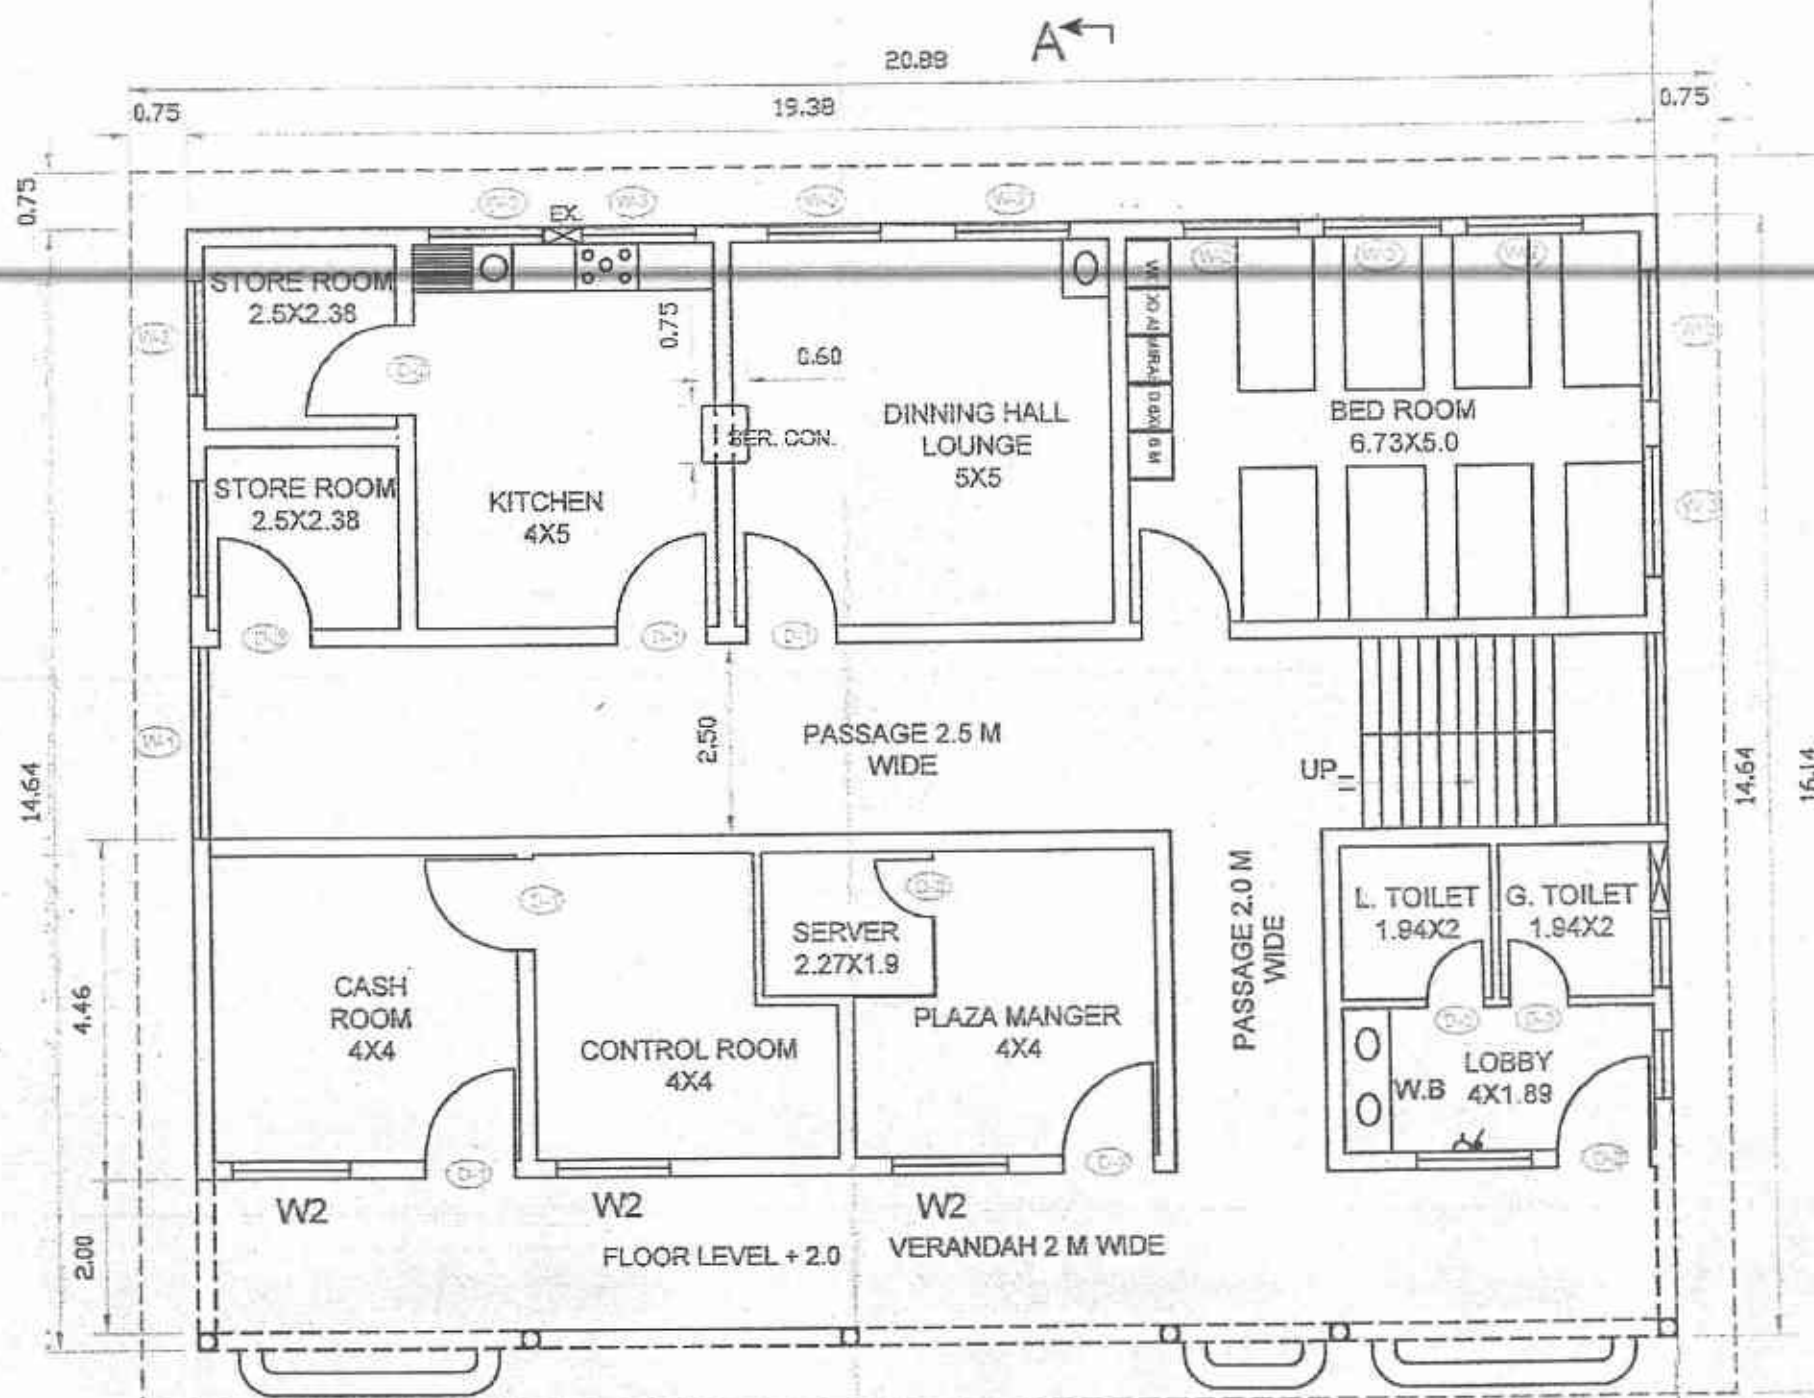 A
20.88
0.75
19.38
0.75
0.75
EX.
STORE ROOM
2.5X2.38
0.75
0.60
DINNING HALL
LOUNGE
5X5
BED ROOM
6.73X5.0
SER. CON.
STORE ROOM
2.5X2.38
KITCHEN
4X5
2.50
PASSAGE 2.5 M
WIDE
UP
14.64
14.64
16.14
PASSAGE 2.0 M
WIDE
L. TOILET
1.94X2
G. TOILET
1.94X2
SERVER
2.27X1.9
CASH
ROOM
4X4
4.46
CONTROL ROOM
4X4
PLAZA MANGER
4X4
LOBBY
4X1.89
W.B
W2
W2
W2
2.00
FLOOR LEVEL + 2.0
VERANDAH 2 M WIDE